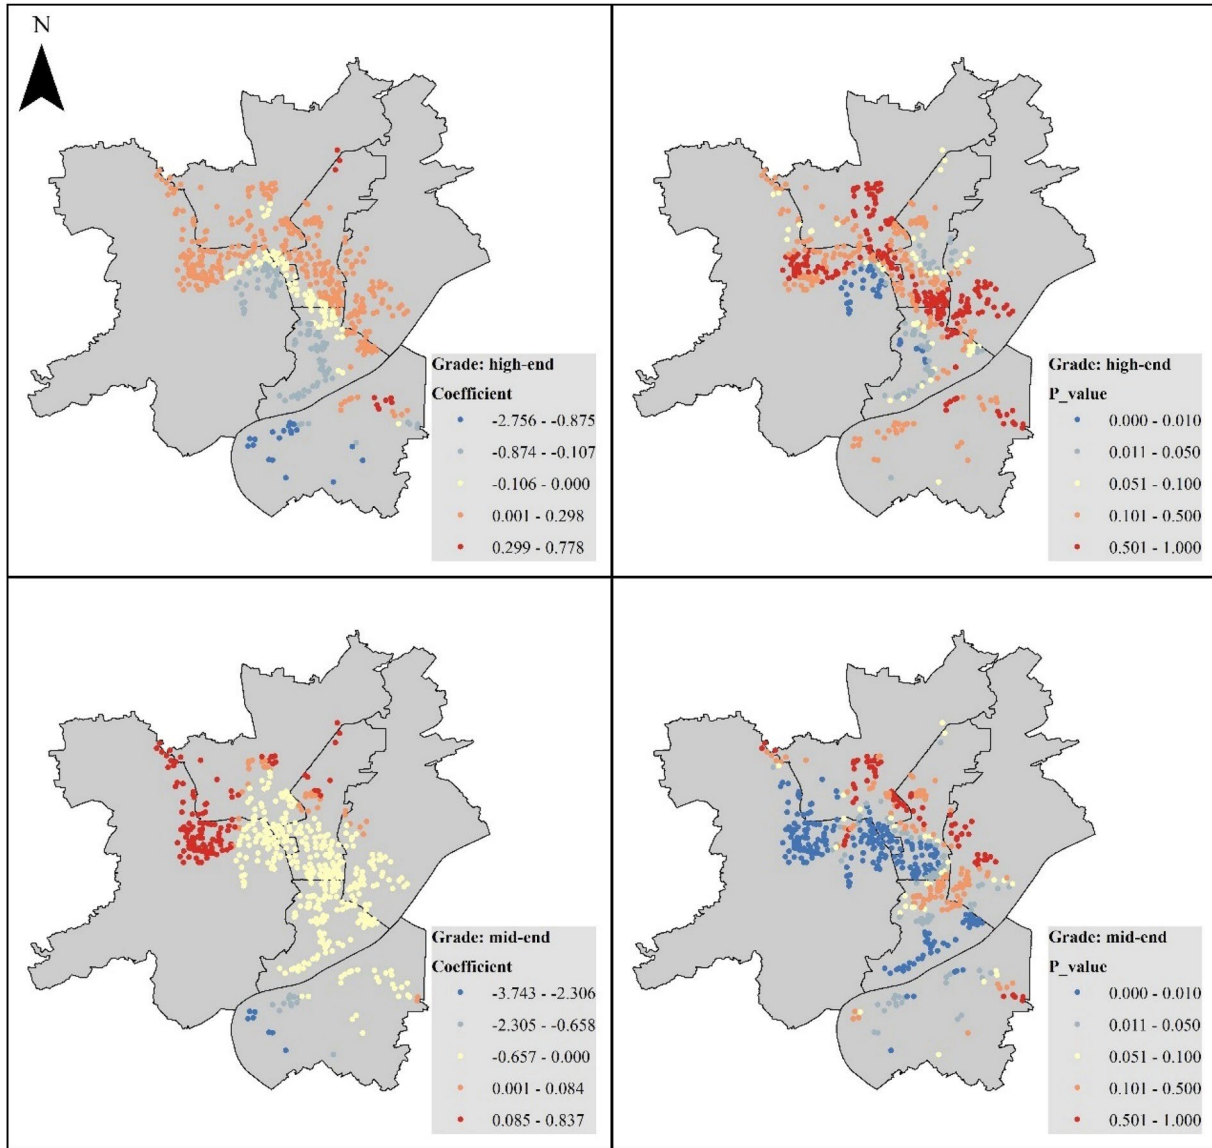 N
Grade: high-end
Coefficient
-2.756 - -0.875
-0.874 - -0.107
-0.106 - 0.000
0.001 - 0.298
0.299 - 0.778
Grade: high-end
P_value
0.000 - 0.010
0.011 - 0.050
0.051 - 0.100
0.101 - 0.500
0.501 - 1.000
Grade: mid-end
Coefficient
-3.743 - -2.306
-2.305 - -0.658
-0.657 - 0.000
0.001 - 0.084
0.085 - 0.837
Grade: mid-end
P_value
0.000 - 0.010
0.011 - 0.050
0.051 - 0.100
0.101 - 0.500
0.501 - 1.000